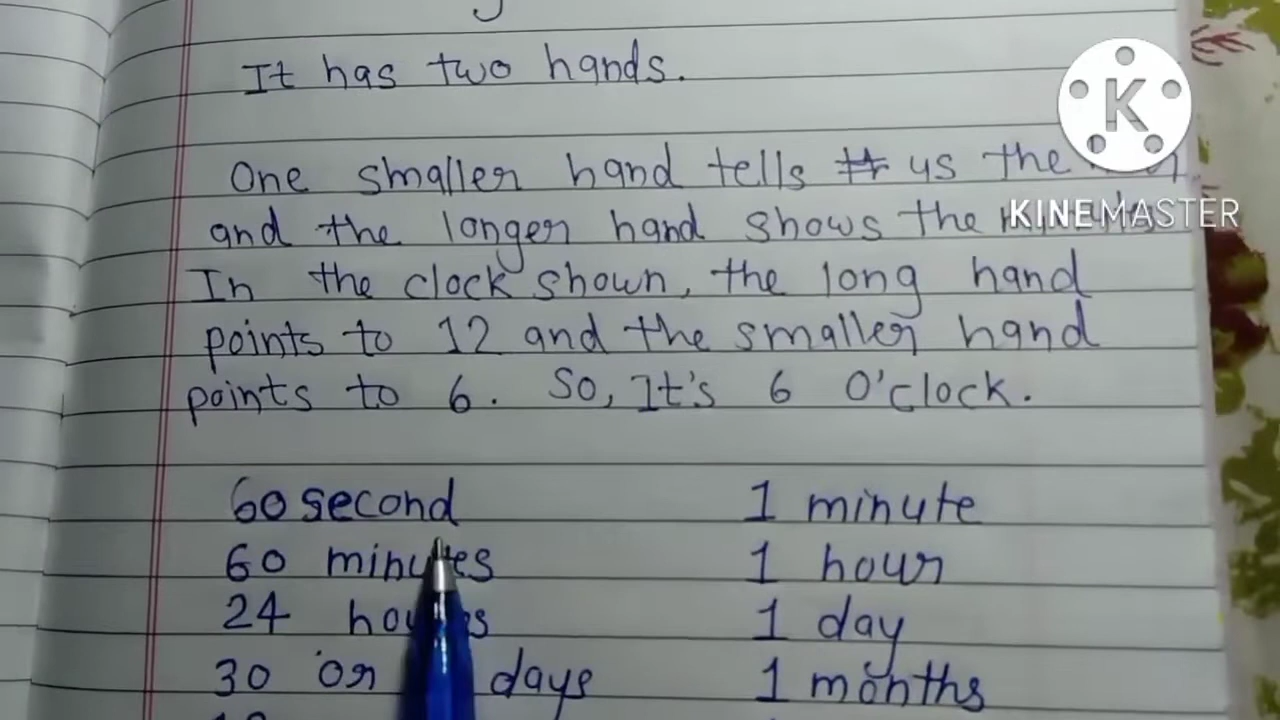 It has two hands.
One smaller hand tells us the
and the longer hand shows the
In the clock shown, the long hand
points to 12 and the smaller hand
points to 6. So, It's 6 O'clock.
60 second 1 minute
60 minutes 1 hour
24 hours 1 day
30 or days 1 months
K
KINEMASTER